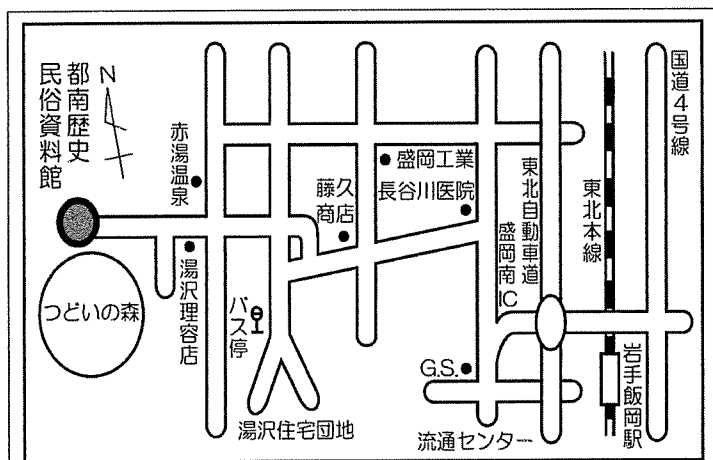 都南歴史
民俗資料館
N
赤湯温泉
盛岡工業
藤久
商店
長谷川医院
東北自動車道
盛岡南IC
東北本線
国道4号線
つどいの森
湯沢理容店
バス停
G.S.
湯沢住宅団地
流通センター
岩手飯岡駅